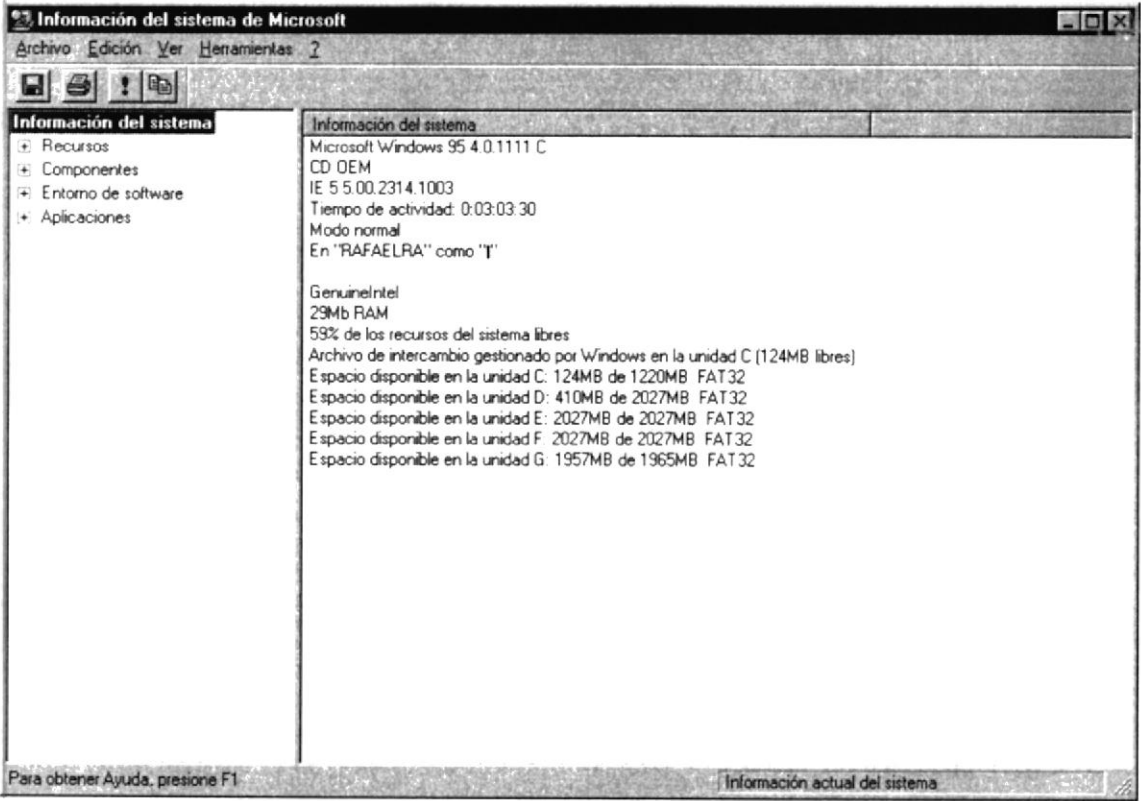 Información del sistema de Microsoft
Archivo Edición Ver Herramientas ?
Información del sistema
Recursos
Componentes
Entorno de software
Aplicaciones
Información del sistema
Microsoft Windows 95 4.0.1111 C
CD OEM
IE 5 5.00.2314.1003
Tiempo de actividad: 0:03:03:30
Modo normal
En "RAFAELRA" como "
GenuineIntel
29Mb RAM
59% de los recursos del sistema libres
Archivo de intercambio gestionado por Windows en la unidad C (124MB libres)
Espacio disponible en la unidad C: 124MB de 1220MB FAT32
Espacio disponible en la unidad D: 410MB de 2027MB FAT32
Espacio disponible en la unidad E: 2027MB de 2027MB FAT32
Espacio disponible en la unidad F: 2027MB de 2027MB FAT32
Espacio disponible en la unidad G: 1957MB de 1965MB FAT32
Para obtener Ayuda, presione F1
Información actual del sistema